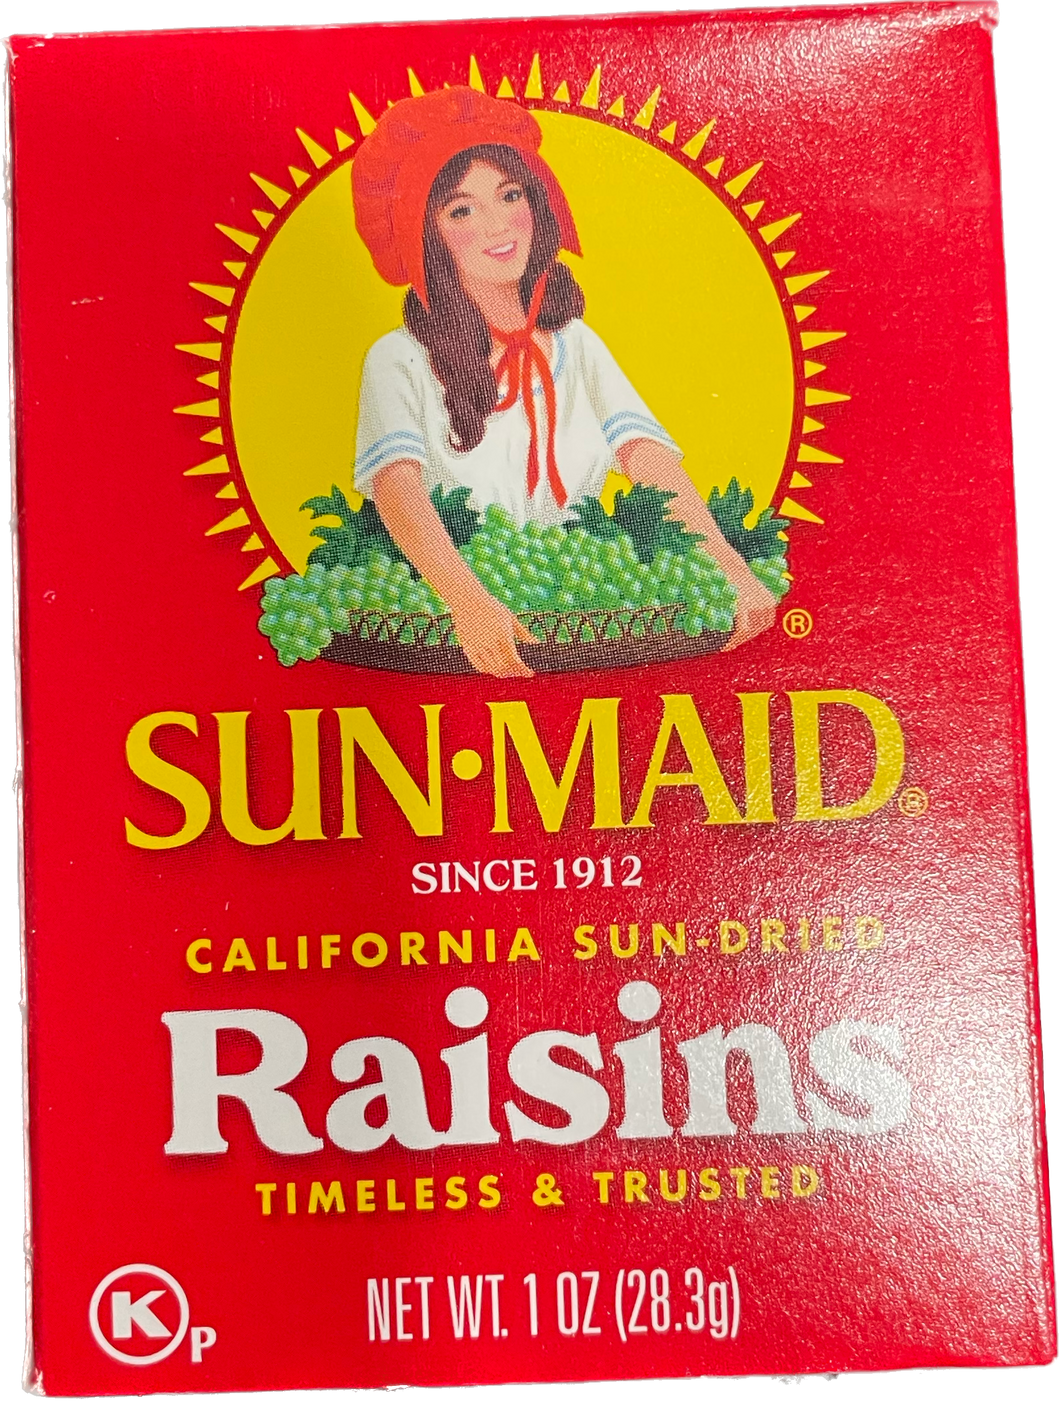 ®
SUN•MAID®
SINCE 1912
CALIFORNIA SUN-DRIED
Raisins
TIMELESS & TRUSTED
K P
NET WT. 1 OZ (28.3g)